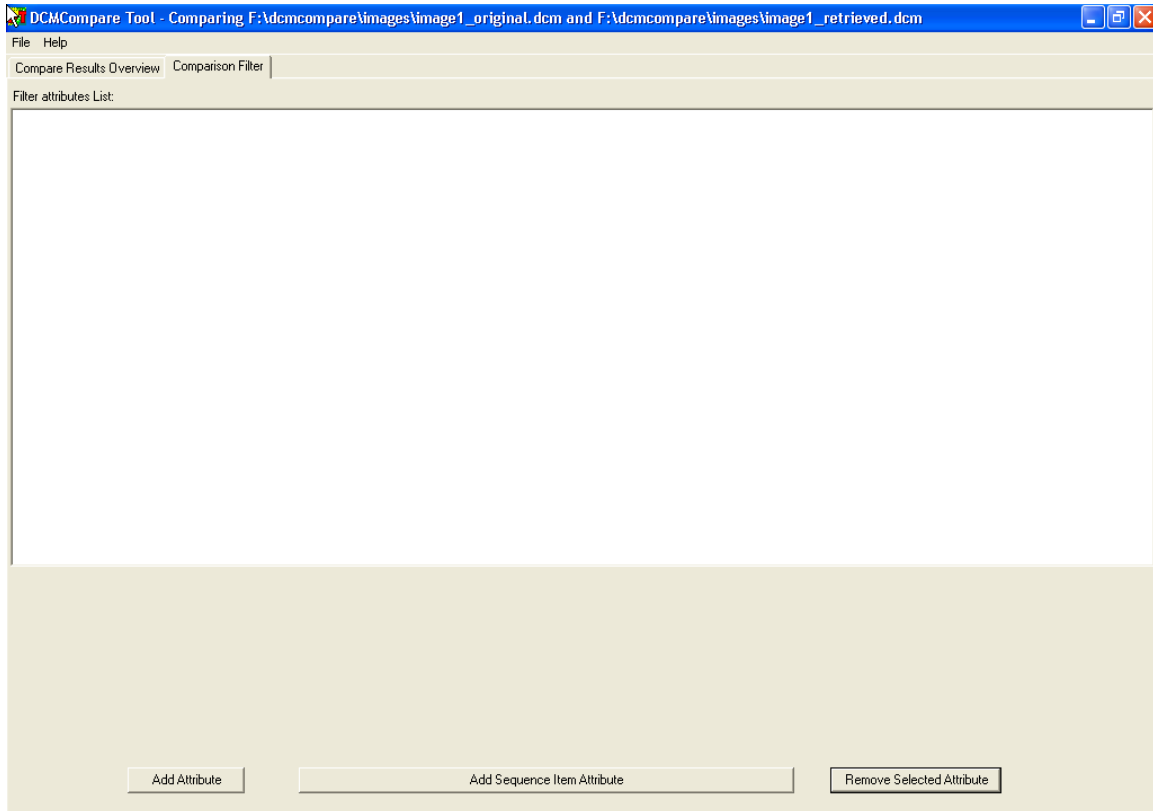 DCMCompare Tool - Comparing F:\dcmcompare\images\image1_original.dcm and F:\dcmcompare\images\image1_retrieved.dcm
File Help
Compare Results Overview Comparison Filter
Filter attributes List:
Add Attribute Add Sequence Item Attribute Remove Selected Attribute